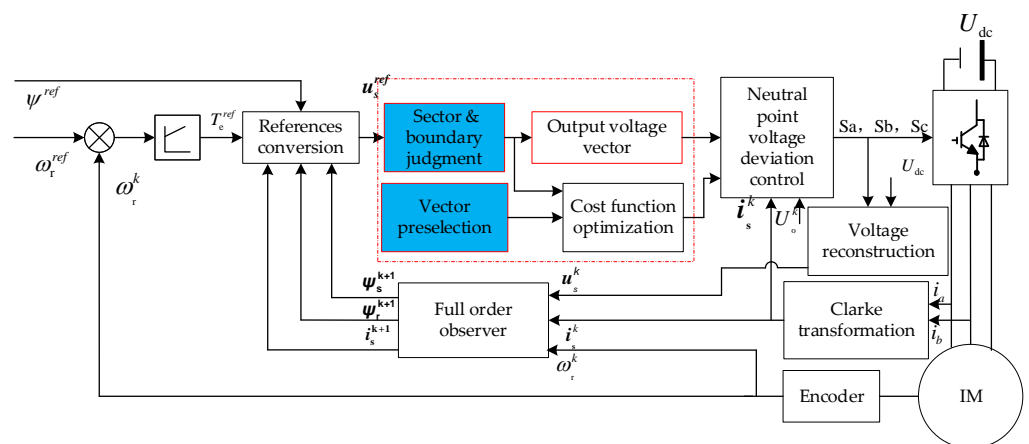 U_dc
ψ^ref
u_s^ref
T_e^ref
References
conversion
ω_r^ref
ω_r^k
Sector &
boundary
judgment
Output voltage
vector
Vector
preselection
Cost function
optimization
Neutral
point
voltage
deviation
control
Sa，Sb，Sc
U_dc
i_s^k
U_o^k
Voltage
reconstruction
ψ_s^k+1
ψ_r^k+1
i_s^k+1
Full order
observer
u_s^k
i_s^k
ω_r^k
Clarke
transformation
i_a
i_b
Encoder
IM